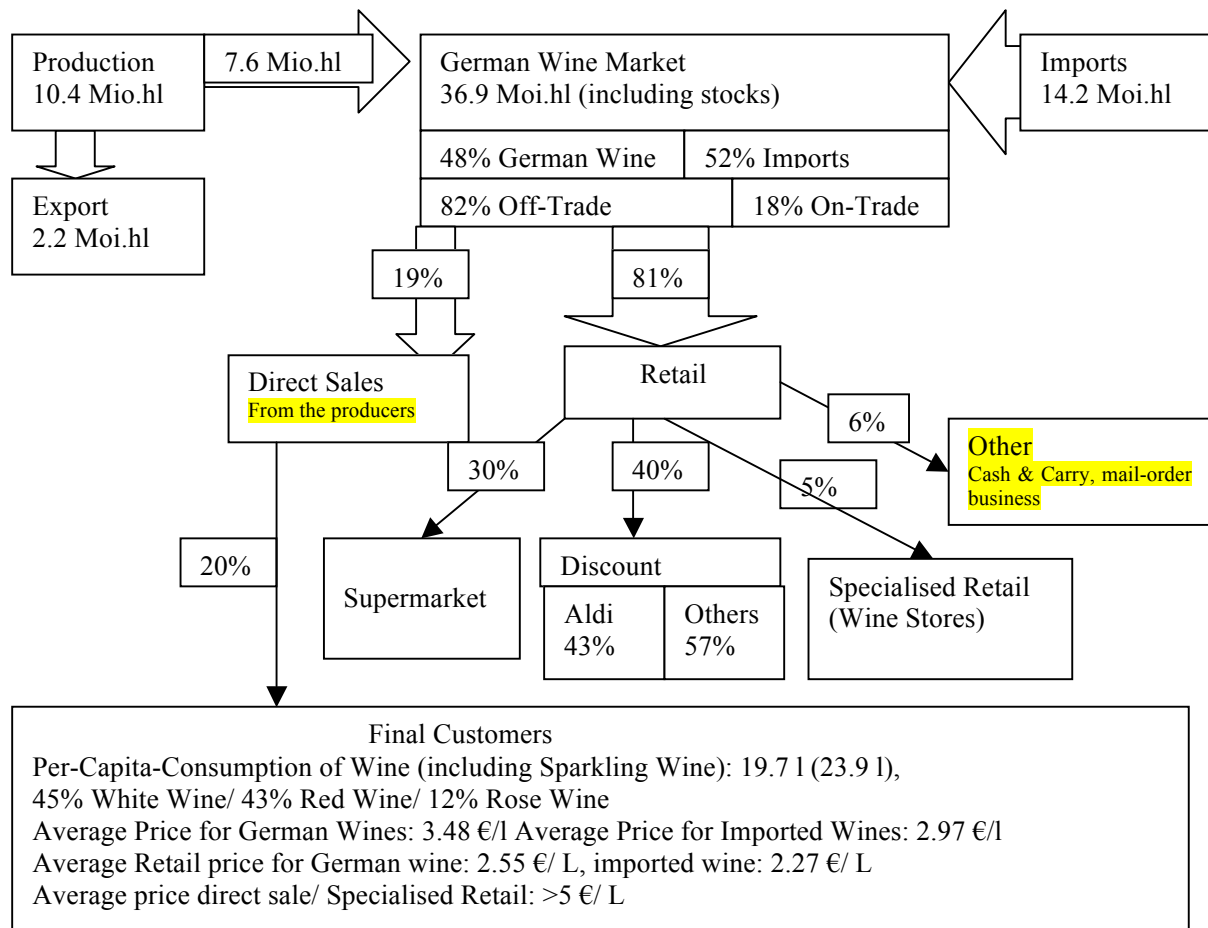 Production
10.4 Mio.hl
7.6 Mio.hl
German Wine Market
36.9 Moi.hl (including stocks)
Imports
14.2 Moi.hl
48% German Wine
52% Imports
82% Off-Trade
18% On-Trade
Export
2.2 Moi.hl
19%
81%
Direct Sales
From the producers
Retail
6%
Other
Cash & Carry, mail-order
business
30%
40%
5%
20%
Supermarket
Discount
Aldi
43%
Others
57%
Specialised Retail
(Wine Stores)
Final Customers
Per-Capita-Consumption of Wine (including Sparkling Wine): 19.7 l (23.9 l),
45% White Wine/ 43% Red Wine/ 12% Rose Wine
Average Price for German Wines: 3.48 €/l Average Price for Imported Wines: 2.97 €/l
Average Retail price for German wine: 2.55 €/ L, imported wine: 2.27 €/ L
Average price direct sale/ Specialised Retail: >5 €/ L